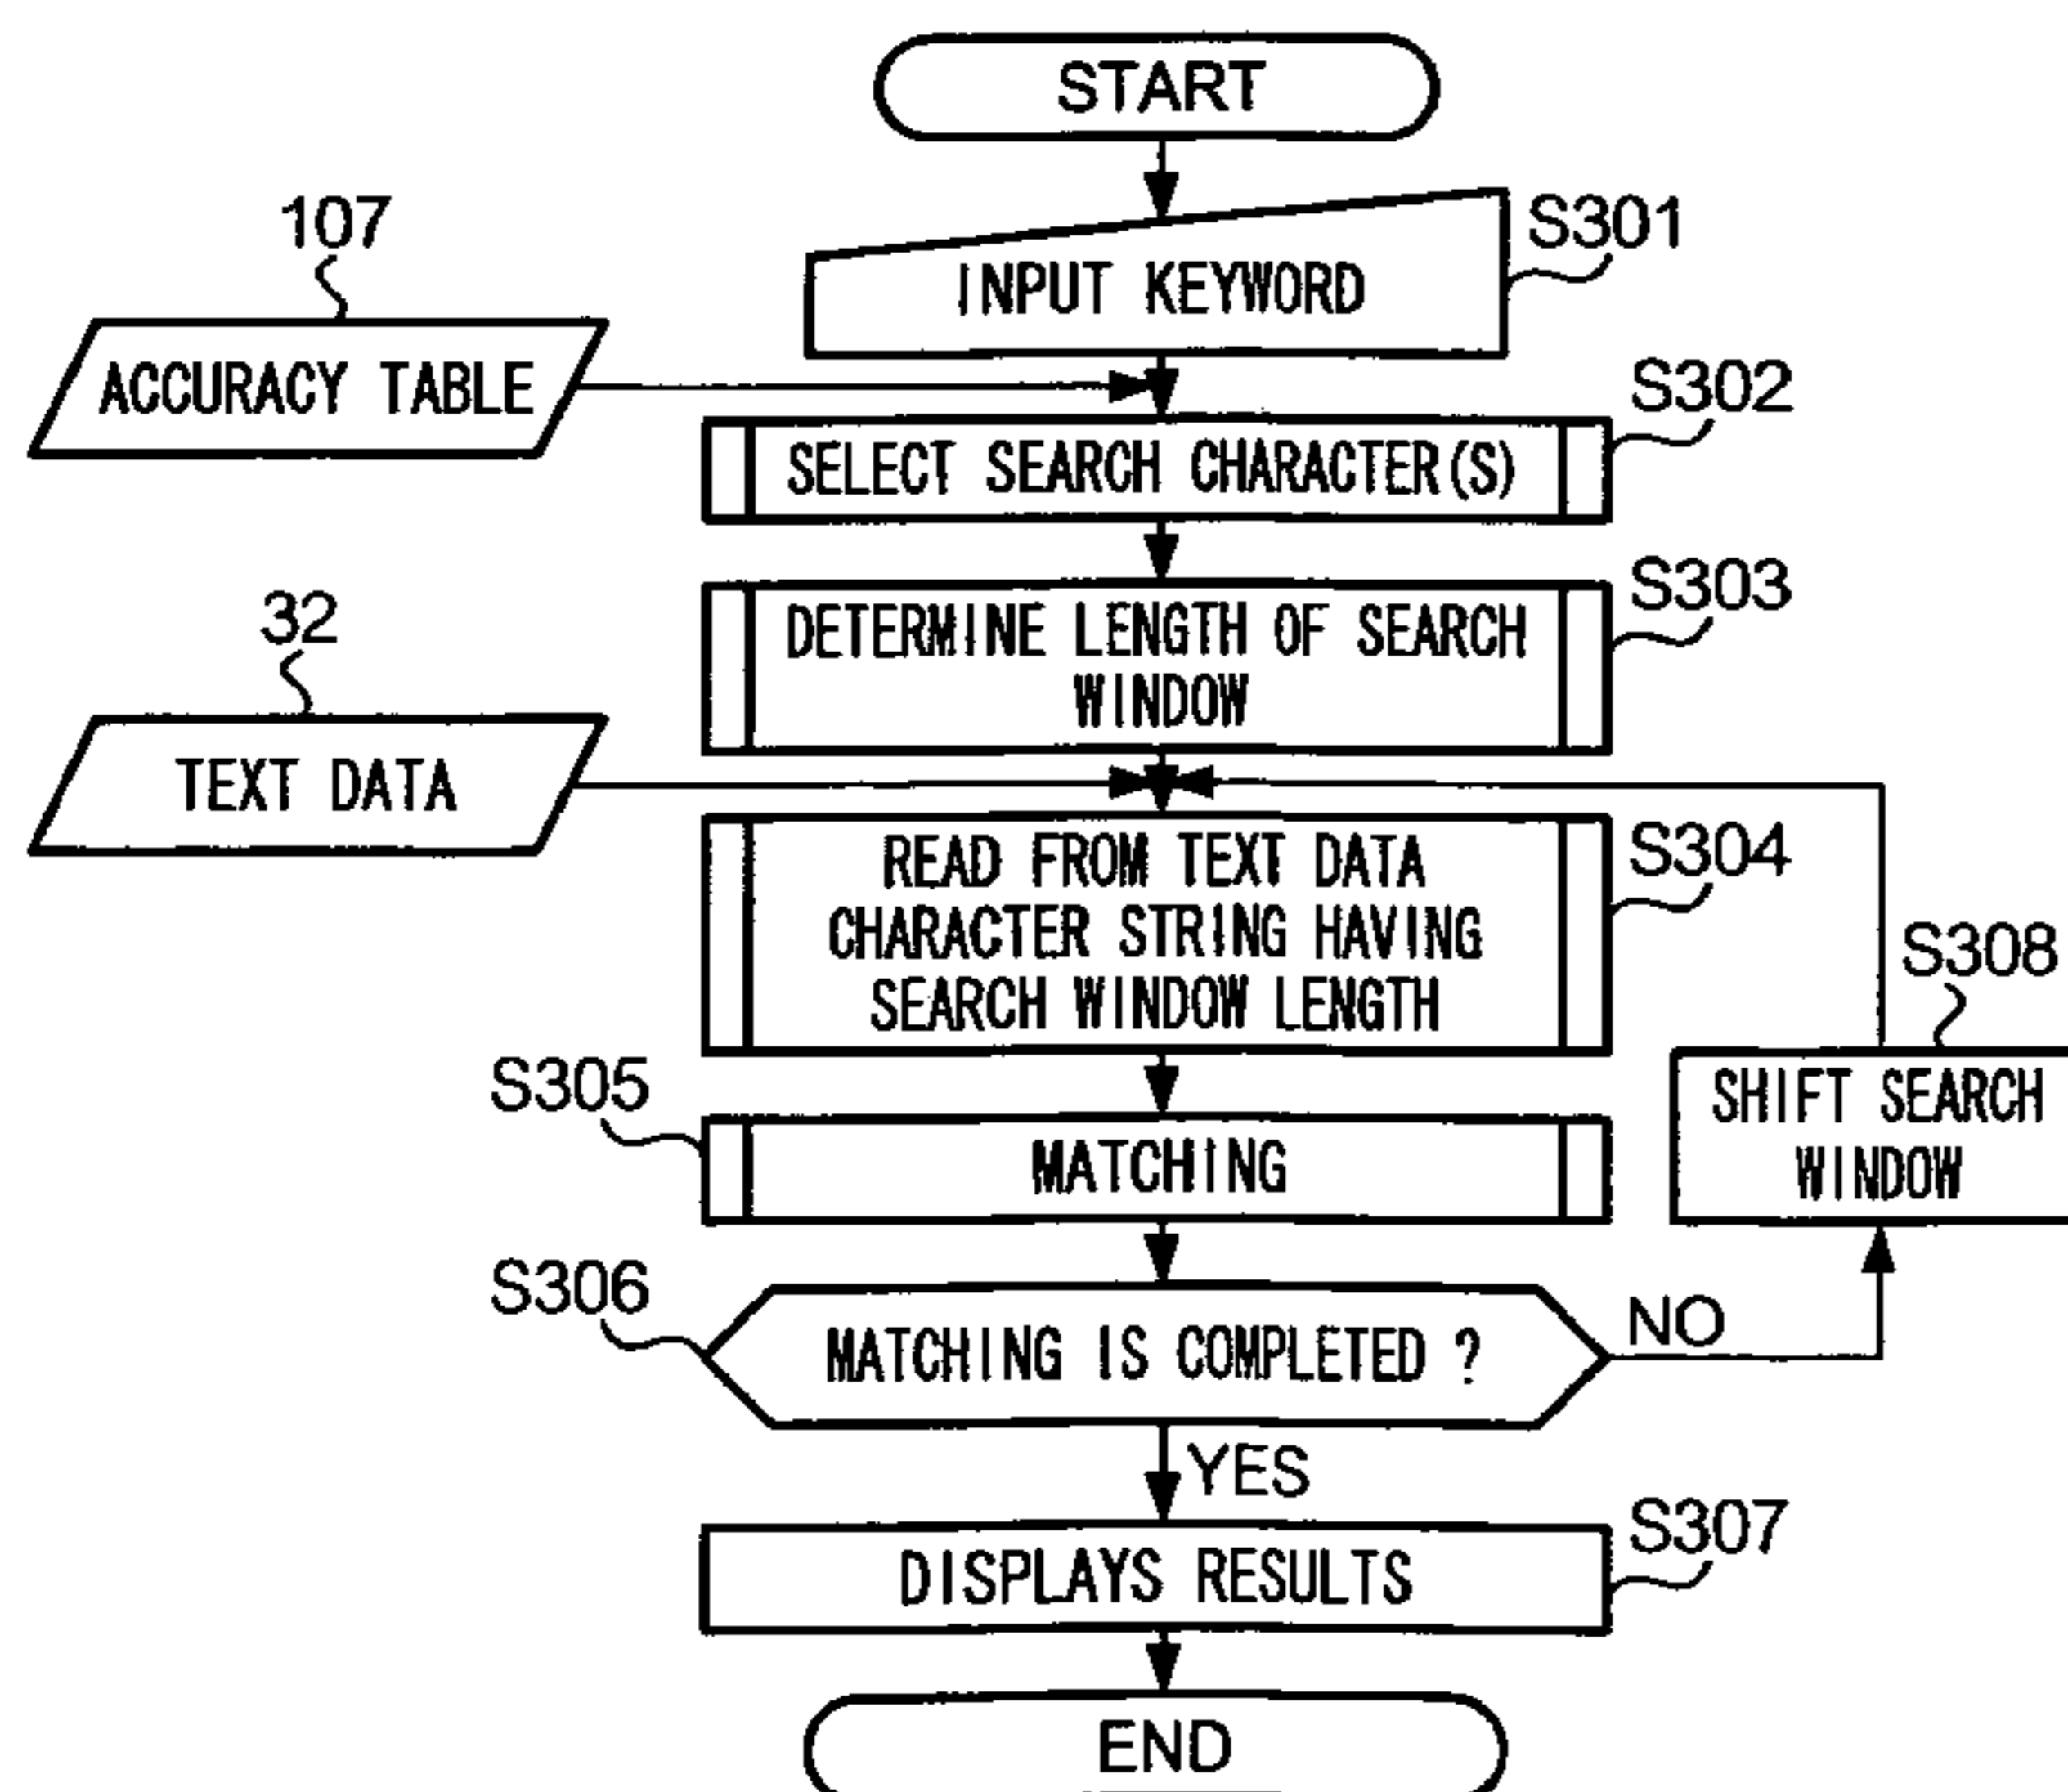 START
S301
INPUT KEYWORD
107
ACCURACY TABLE
S302
SELECT SEARCH CHARACTER(S)
S303
DETERMINE LENGTH OF SEARCH
WINDOW
32
TEXT DATA
S304
READ FROM TEXT DATA
CHARACTER STRING HAVING
SEARCH WINDOW LENGTH
S308
SHIFT SEARCH
WINDOW
S305
MATCHING
S306
MATCHING IS COMPLETED ?
NO
YES
S307
DISPLAYS RESULTS
END